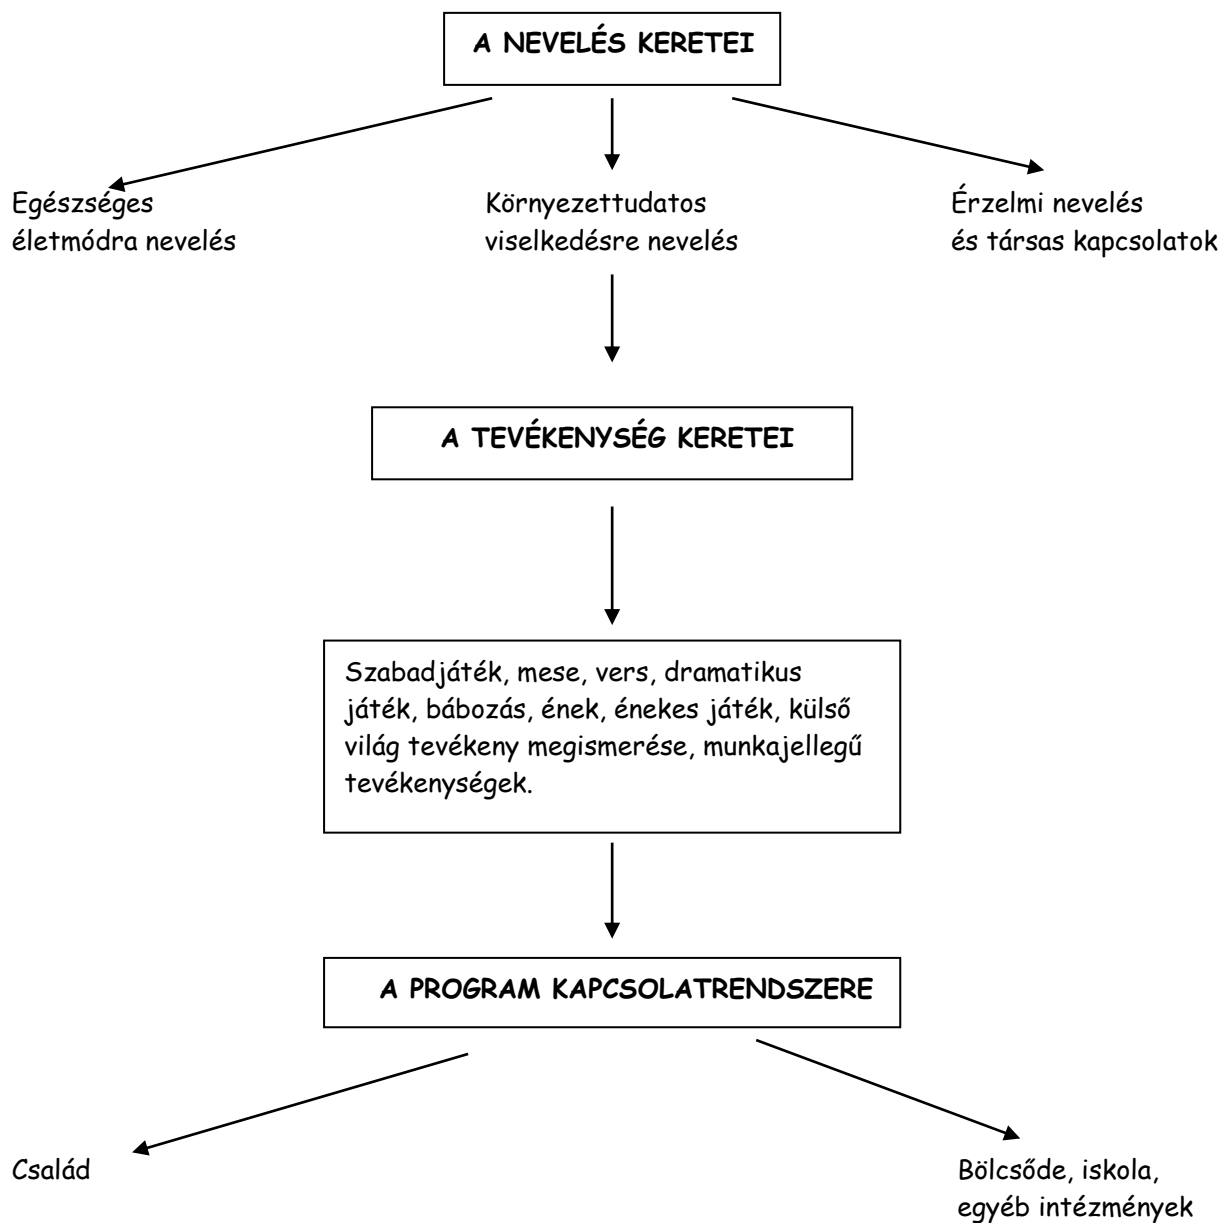 A NEVELÉS KERETEI
Egészséges
életmódra nevelés
Környezettudatos
viselkedésre nevelés
Érzelmi nevelés
és társas kapcsolatok
A TEVÉKENYSÉG KERETEI
Szabadjáték, mese, vers, dramatikus
játék, bábozás, ének, énekes játék, külső
világ tevékeny megismerése, munkajellegű
tevékenységek.
A PROGRAM KAPCSOLATRENDSZERE
Család
Bölcsőde, iskola,
egyéb intézmények